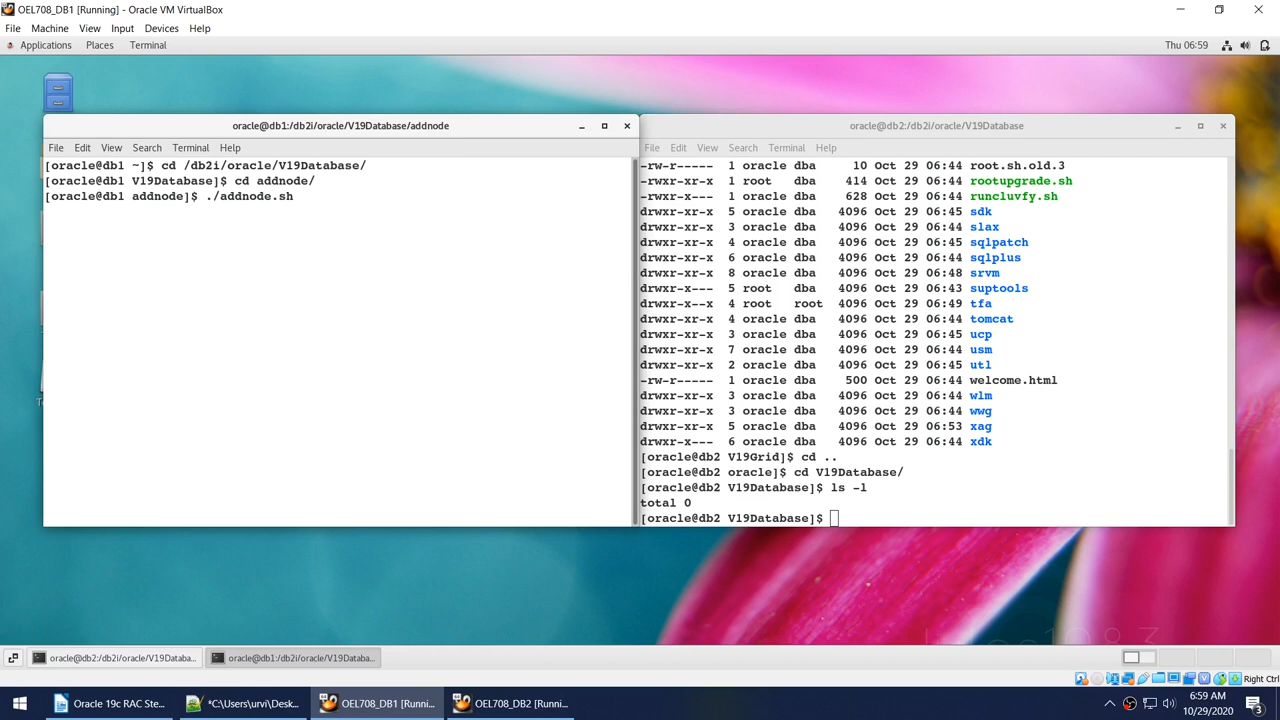 OEL708_DB1 [Running] - Oracle VM VirtualBox
File Machine View Input Devices Help
Applications Places Terminal Thu 06:59
oracle@db1:/db2i/oracle/V19Database/addnode
File Edit View Search Terminal Help
[oracle@db1 ~]$ cd /db2i/oracle/V19Database/
[oracle@db1 V19Database]$ cd addnode/
[oracle@db1 addnode]$ ./addnode.sh
oracle@db2:/db2i/oracle/V19Database
File Edit View Search Terminal Help
-rw-r----- 1 oracle dba 10 Oct 29 06:44 root.sh.old.3
-rwxr-xr-x 1 root dba 414 Oct 29 06:44 rootupgrade.sh
-rwxr-xr-x 1 oracle dba 628 Oct 29 06:44 runcluvfy.sh
drwxr-xr-x 5 oracle dba 4096 Oct 29 06:45 sdk
drwxr-xr-x 3 oracle dba 4096 Oct 29 06:44 slax
drwxr-xr-x 4 oracle dba 4096 Oct 29 06:45 sqlpatch
drwxr-xr-x 6 oracle dba 4096 Oct 29 06:44 sqlplus
drwxr-xr-x 8 oracle dba 4096 Oct 29 06:48 srvm
drwxr-x--- 5 root dba 4096 Oct 29 06:43 suptools
drwxr-x--x 4 root root 4096 Oct 29 06:49 tfa
drwxr-xr-x 4 oracle dba 4096 Oct 29 06:44 tomcat
drwxr-xr-x 3 oracle dba 4096 Oct 29 06:45 ucp
drwxr-xr-x 7 oracle dba 4096 Oct 29 06:44 usm
drwxr-xr-x 2 oracle dba 4096 Oct 29 06:45 utl
-rw-r----- 1 oracle dba 500 Oct 29 06:44 welcome.html
drwxr-xr-x 3 oracle dba 4096 Oct 29 06:44 wlm
drwxr-xr-x 3 oracle dba 4096 Oct 29 06:44 wwg
drwxr-xr-x 5 oracle dba 4096 Oct 29 06:53 xag
drwxr-x--- 6 oracle dba 4096 Oct 29 06:44 xdk
[oracle@db2 V19Grid]$ cd ..
[oracle@db2 oracle]$ cd V19Database/
[oracle@db2 V19Database]$ ls -l
total 0
[oracle@db2 V19Database]$
oracle@db2:/db2i/oracle/V19Databa... oracle@db1:/db2i/oracle/V19Databa...
Right Ctrl
Oracle 19c RAC Ste... *C:\Users\urvi\Desk... OEL708_DB1 [Runni... OEL708_DB2 [Runni...
6:59 AM
10/29/2020
3